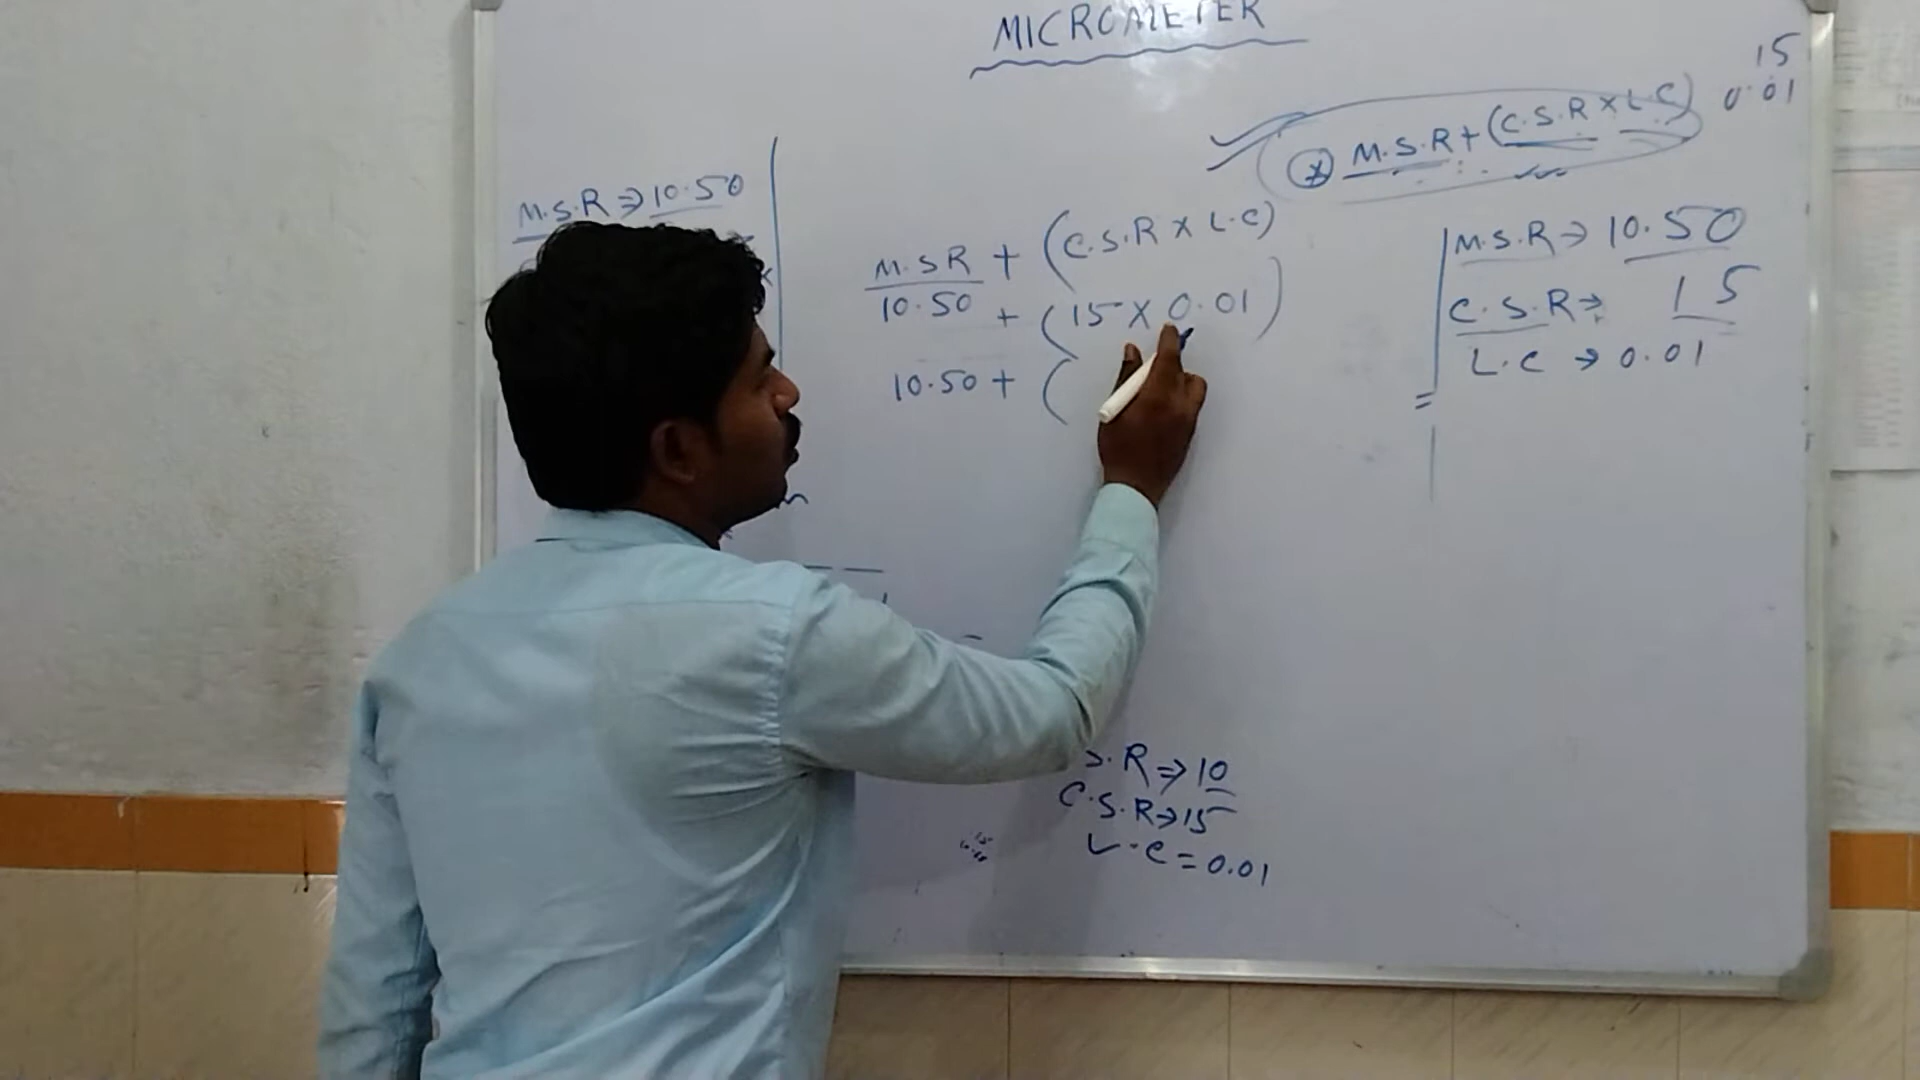 MICROMETER
15
0.01
* M.S.R + (C.S.R X L.C)
M.S.R ⇒ 10.50
M.S.R + (C.S.R X L.C)
10.50 + (15 X 0.01)
10.50 + (
M.S.R → 10.50
C.S.R → 15
L.C → 0.01
=
S.R ⇒ 10
C.S.R ⇒ 15
L.C = 0.01